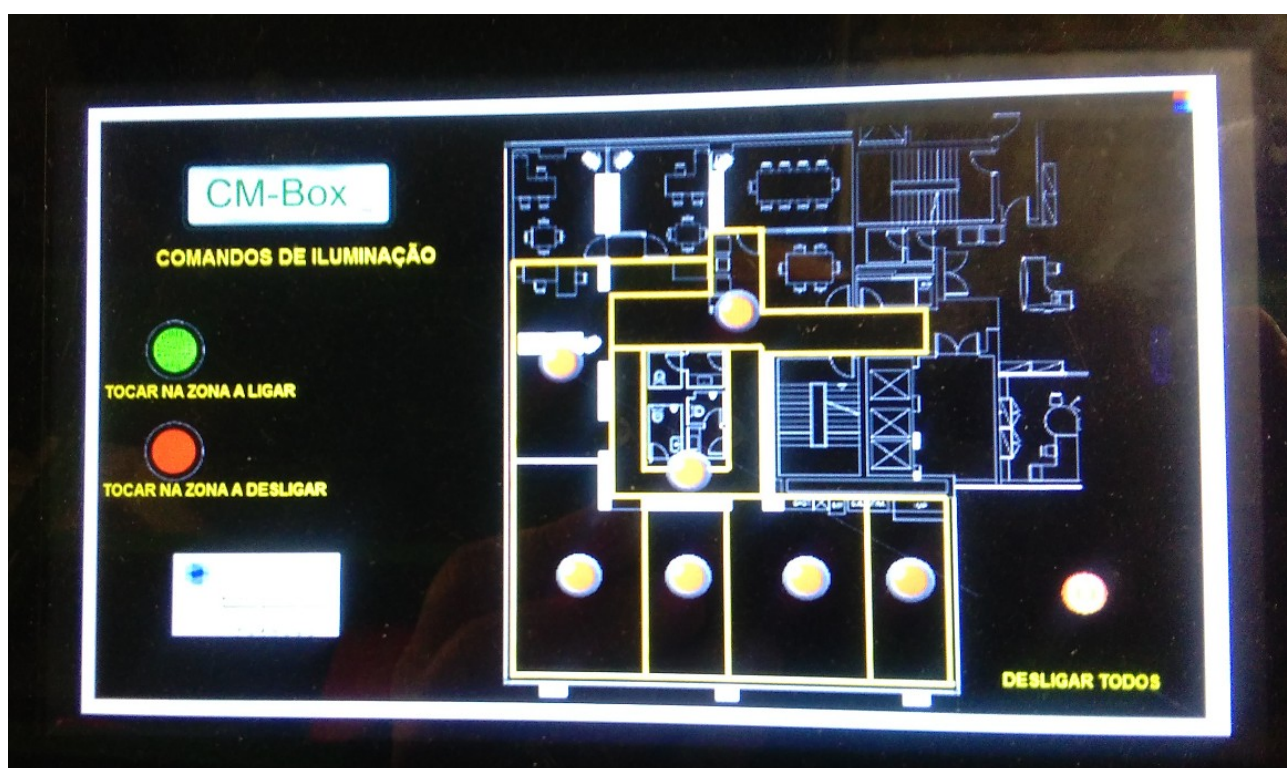 CM-Box
COMANDOS DE ILUMINAÇÃO
TOCAR NA ZONA A LIGAR
TOCAR NA ZONA A DESLIGAR
DESLIGAR TODOS